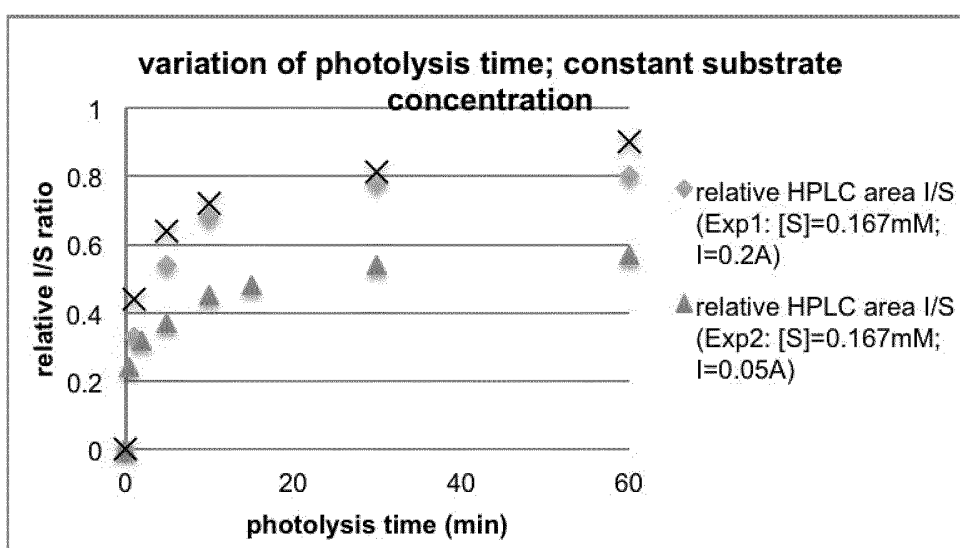 variation of photolysis time; constant substrate
concentration
1
0.8
0.6
0.4
0.2
0
relative I/S ratio
0 20 40 60
photolysis time (min)
relative HPLC area I/S
(Exp1: [S]=0.167mM;
I=0.2A)
relative HPLC area I/S
(Exp2: [S]=0.167mM;
I=0.05A)